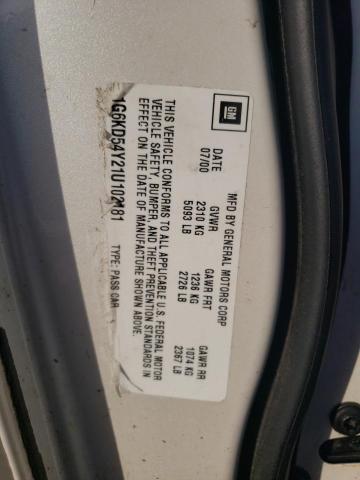 GM
MFD BY GENERAL MOTORS CORP
DATE GVWR GAWR FRT GAWR RR
07/00 2310 KG 1236 KG 1074 KG
5093 LB 2726 LB 2367 LB
THIS VEHICLE CONFORMS TO ALL APPLICABLE U.S. FEDERAL MOTOR
VEHICLE SAFETY, BUMPER, AND THEFT PREVENTION STANDARDS IN
EFFECT ON THE DATE OF MANUFACTURE SHOWN ABOVE.
1G6KD54Y21U102181 TYPE: PASS CAR